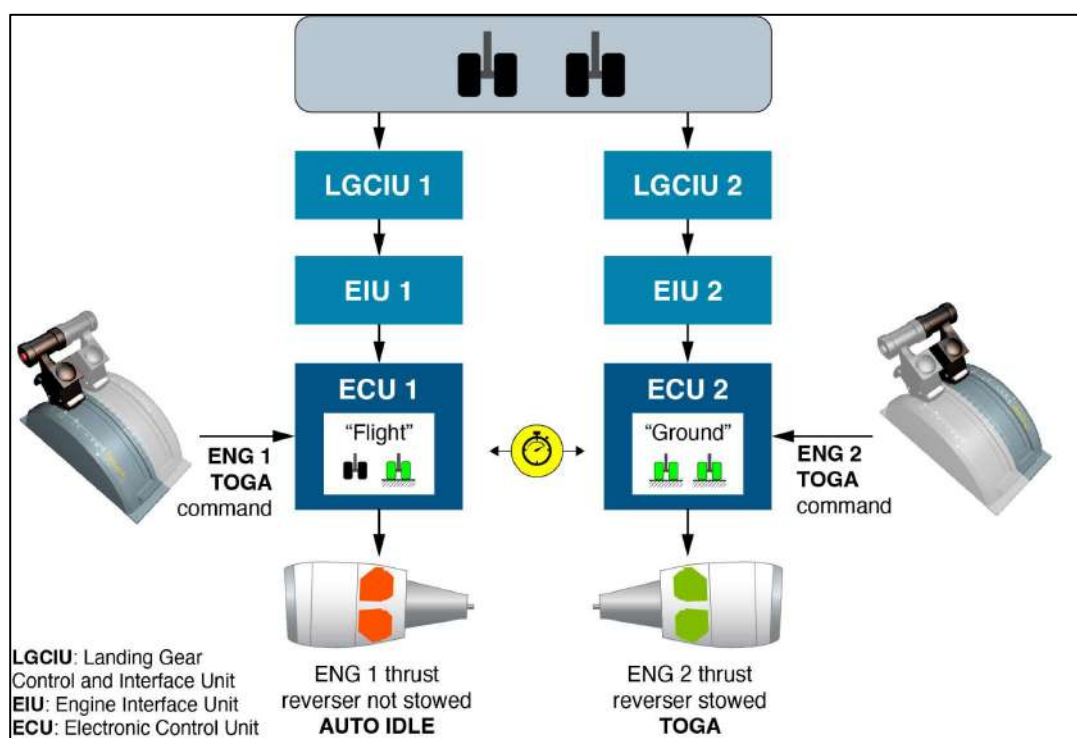 LGCIU 1
LGCIU 2
EIU 1
EIU 2
ECU 1
"Flight"
ECU 2
"Ground"
ENG 1
TOGA
command
ENG 2
TOGA
command
ENG 1 thrust
reverser not stowed
AUTO IDLE
ENG 2 thrust
reverser stowed
TOGA
LGCIU: Landing Gear
Control and Interface Unit
EIU: Engine Interface Unit
ECU: Electronic Control Unit